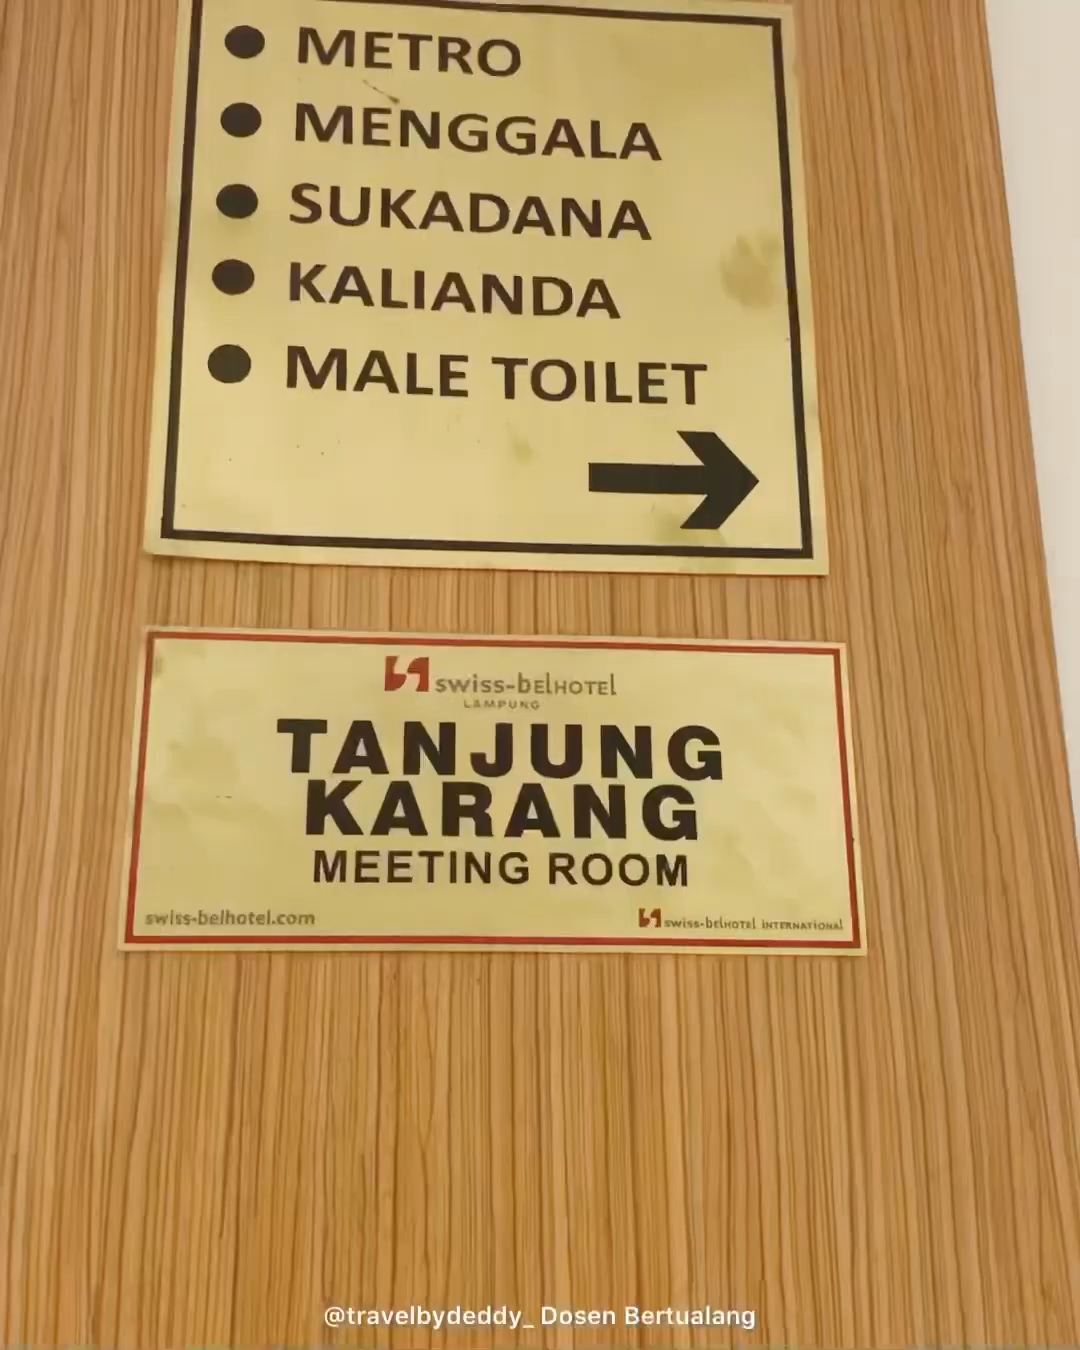 ● METRO
● MENGGALA
● SUKADANA
● KALIANDA
● MALE TOILET
swiss-belHOTEL
LAMPUNG
TANJUNG
KARANG
MEETING ROOM
swiss-belhotel.com
swiss-belHOTEL INTERNATIONAL
@travelbydeddy_ Dosen Bertualang